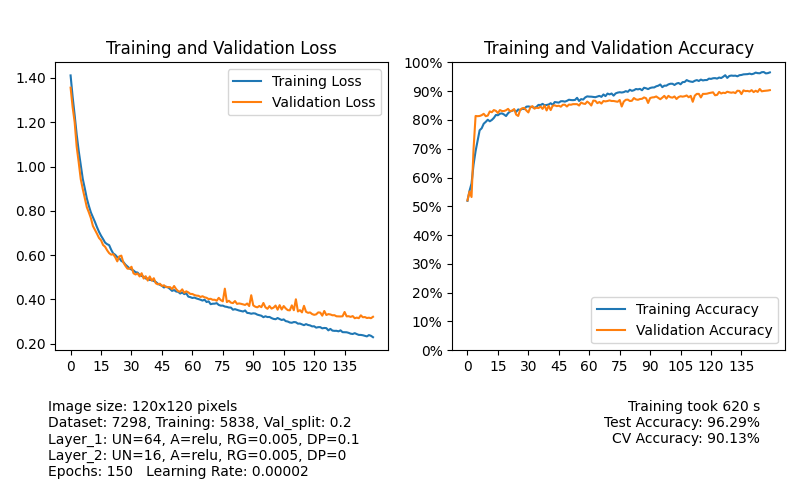 Training and Validation Loss
1.40
1.20
1.00
0.80
0.60
0.40
0.20
0 15 30 45 60 75 90 105 120 135
Training Loss
Validation Loss
Training and Validation Accuracy
100%
90%
80%
70%
60%
50%
40%
30%
20%
10%
0%
0 15 30 45 60 75 90 105 120 135
Training Accuracy
Validation Accuracy
Image size: 120x120 pixels
Dataset: 7298, Training: 5838, Val_split: 0.2
Layer_1: UN=64, A=relu, RG=0.005, DP=0.1
Layer_2: UN=16, A=relu, RG=0.005, DP=0
Epochs: 150   Learning Rate: 0.00002
Training took 620 s
Test Accuracy: 96.29%
CV Accuracy: 90.13%